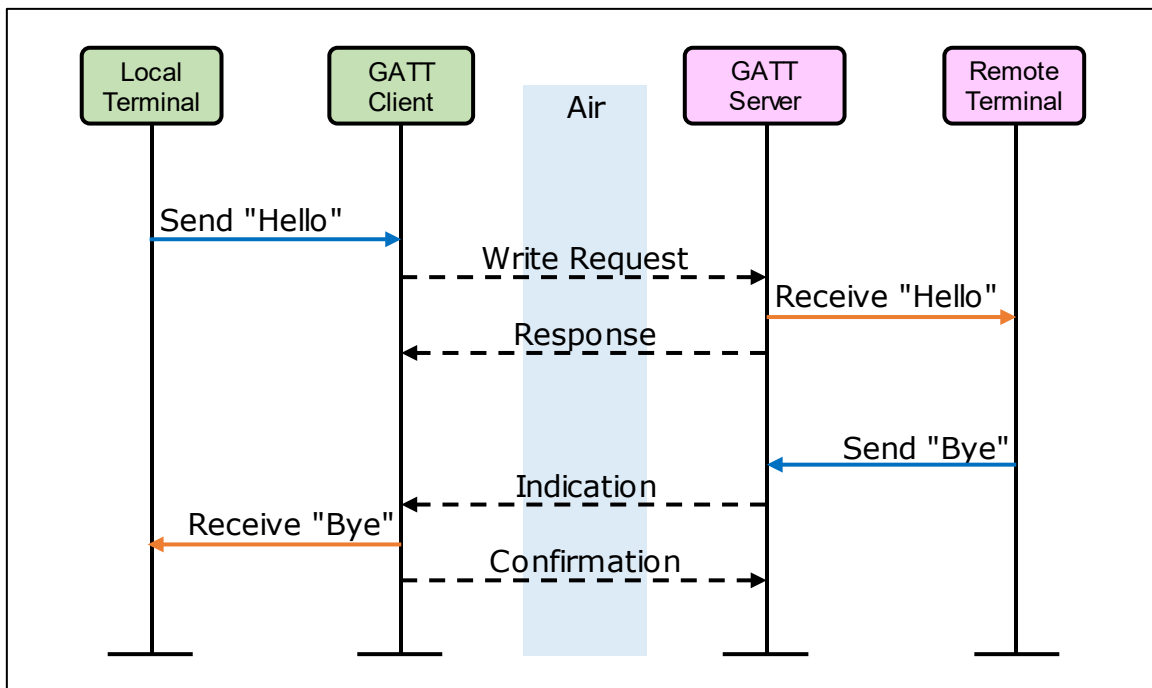 Local
Terminal
GATT
Client
Air
GATT
Server
Remote
Terminal
Send "Hello"
Write Request
Receive "Hello"
Response
Send "Bye"
Indication
Receive "Bye"
Confirmation